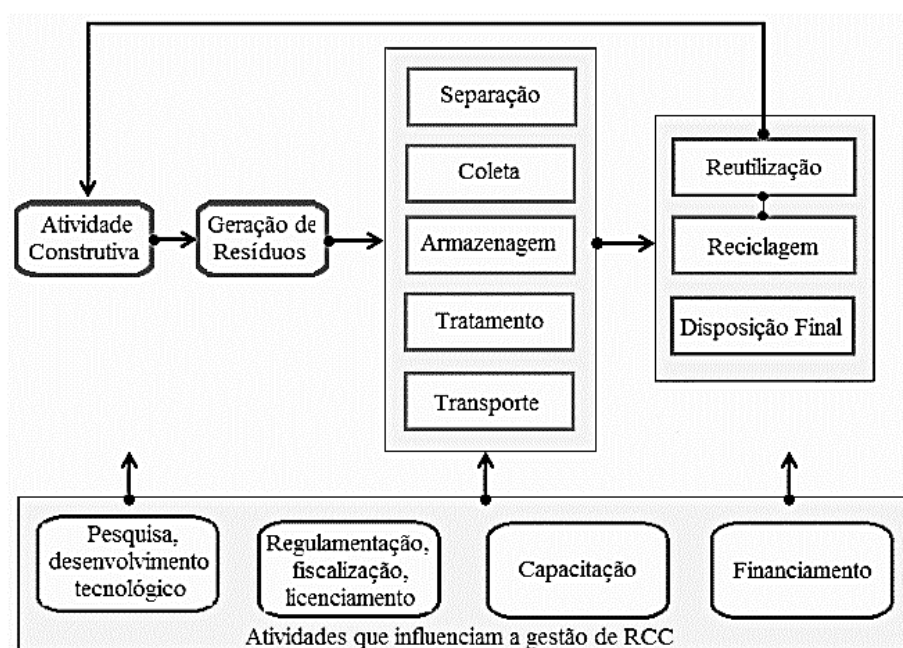 Separação
Coleta
Armazenagem
Tratamento
Transporte
Reutilização
Reciclagem
Disposição Final
Atividade
Construtiva
Geração de
Resíduos
Pesquisa,
desenvolvimento
tecnológico
Regulamentação,
fiscalização,
licenciamento
Capacitação
Financiamento
Atividades que influenciam a gestão de RCC